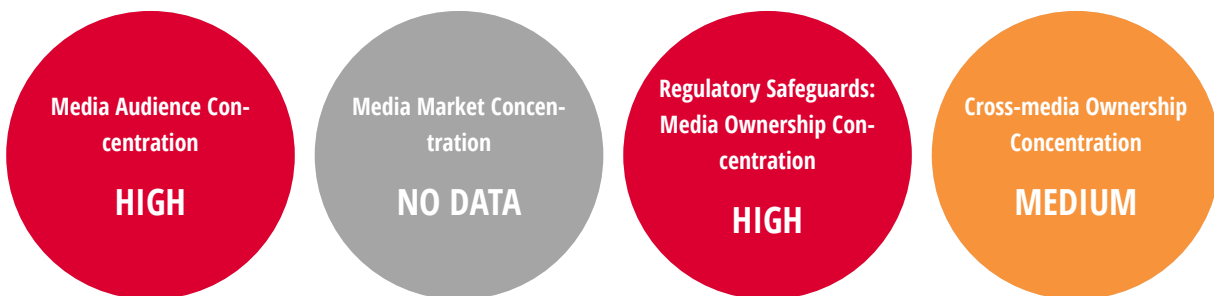 Media Audience Con-
centration
HIGH
Media Market Concen-
tration
NO DATA
Regulatory Safeguards:
Media Ownership Con-
centration
HIGH
Cross-media Ownership
Concentration
MEDIUM